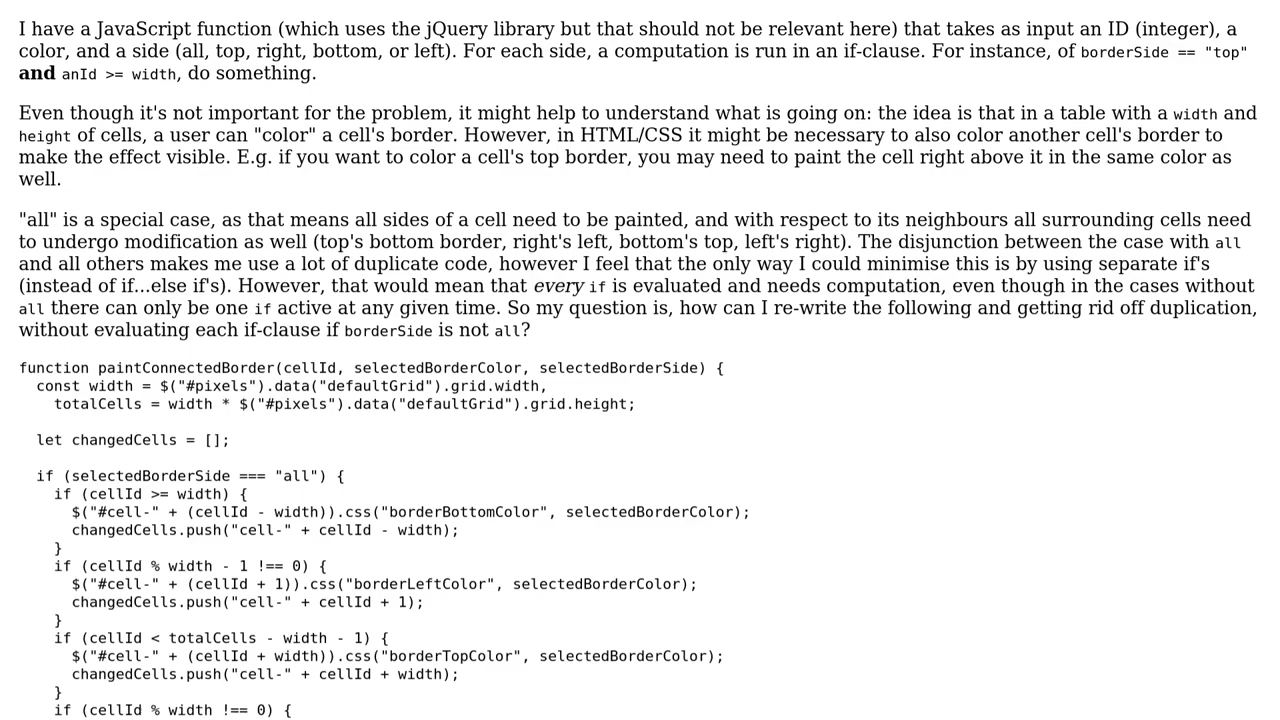 I have a JavaScript function (which uses the jQuery library but that should not be relevant here) that takes as input an ID (integer), a
color, and a side (all, top, right, bottom, or left). For each side, a computation is run in an if-clause. For instance, of borderSide == "top"
and anId >= width, do something.
Even though it's not important for the problem, it might help to understand what is going on: the idea is that in a table with a width and
height of cells, a user can "color" a cell's border. However, in HTML/CSS it might be necessary to also color another cell's border to
make the effect visible. E.g. if you want to color a cell's top border, you may need to paint the cell right above it in the same color as
well.
"all" is a special case, as that means all sides of a cell need to be painted, and with respect to its neighbours all surrounding cells need
to undergo modification as well (top's bottom border, right's left, bottom's top, left's right). The disjunction between the case with all
and all others makes me use a lot of duplicate code, however I feel that the only way I could minimise this is by using separate if's
(instead of if...else if's). However, that would mean that every if is evaluated and needs computation, even though in the cases without
all there can only be one if active at any given time. So my question is, how can I re-write the following and getting rid off duplication,
without evaluating each if-clause if borderSide is not all?
function paintConnectedBorder(cellId, selectedBorderColor, selectedBorderSide) {
  const width = $("#pixels").data("defaultGrid").grid.width,
    totalCells = width * $("#pixels").data("defaultGrid").grid.height;
  let changedCells = [];
  if (selectedBorderSide === "all") {
    if (cellId >= width) {
      $("#cell-" + (cellId - width)).css("borderBottomColor", selectedBorderColor);
      changedCells.push("cell-" + cellId - width);
    }
    if (cellId % width - 1 !== 0) {
      $("#cell-" + (cellId + 1)).css("borderLeftColor", selectedBorderColor);
      changedCells.push("cell-" + cellId + 1);
    }
    if (cellId < totalCells - width - 1) {
      $("#cell-" + (cellId + width)).css("borderTopColor", selectedBorderColor);
      changedCells.push("cell-" + cellId + width);
    }
    if (cellId % width !== 0) {